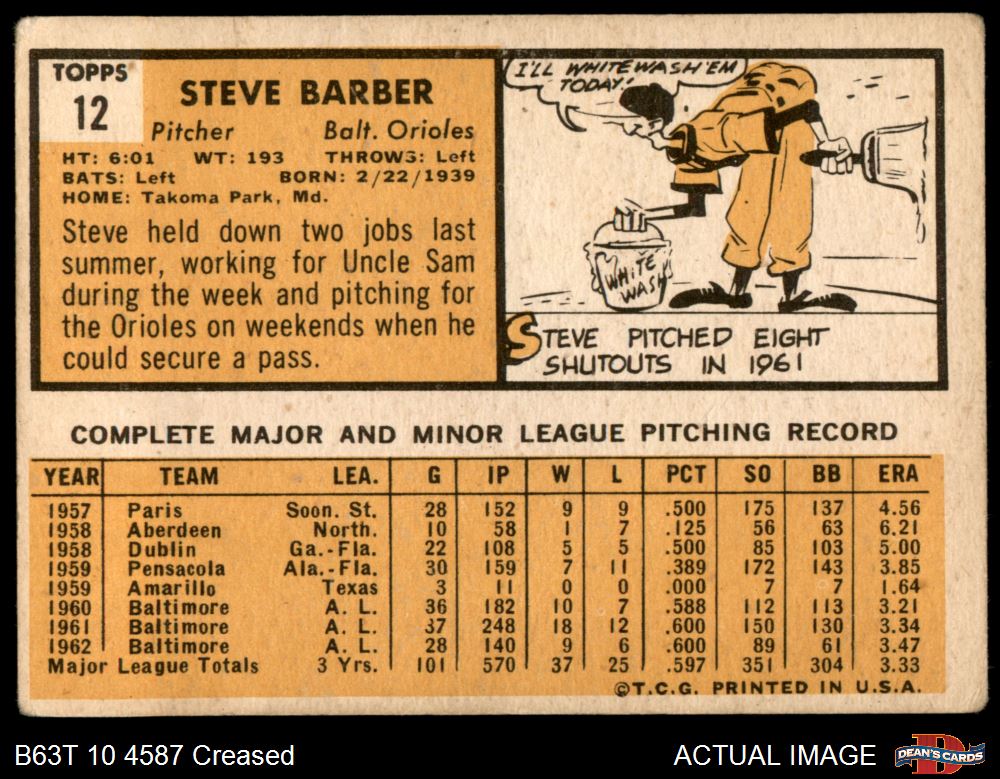 TOPPS
12
STEVE BARBER
Pitcher Balt. Orioles
HT: 6:01 WT: 193 THROWS: Left
BATS: Left BORN: 2/22/1939
HOME: Takoma Park, Md.
Steve held down two jobs last
summer, working for Uncle Sam
during the week and pitching for
the Orioles on weekends when he
could secure a pass.
I'LL WHITEWASH 'EM
TODAY!
WHITE
WASH
STEVE PITCHED EIGHT
SHUTOUTS IN 1961
COMPLETE MAJOR AND MINOR LEAGUE PITCHING RECORD
YEAR TEAM LEA. G IP W L PCT SO BB ERA
1957 Paris Soon. St. 28 152 9 9 .500 175 137 4.56
1958 Aberdeen North. 10 58 1 7 .125 56 63 6.21
1958 Dublin Ga.-Fla. 22 108 5 5 .500 85 103 5.00
1959 Pensacola Ala.-Fla. 30 159 7 11 .389 172 143 3.85
1959 Amarillo Texas 3 11 0 0 .000 7 7 1.64
1960 Baltimore A. L. 36 182 10 7 .588 112 113 3.21
1961 Baltimore A. L. 37 248 18 12 .600 150 130 3.34
1962 Baltimore A. L. 28 140 9 6 .600 89 61 3.47
Major League Totals 3 Yrs. 101 570 37 25 .597 351 304 3.33
©T.C.G. PRINTED IN U.S.A.
B63T 10 4587 Creased ACTUAL IMAGE
D
DEAN'S CARDS